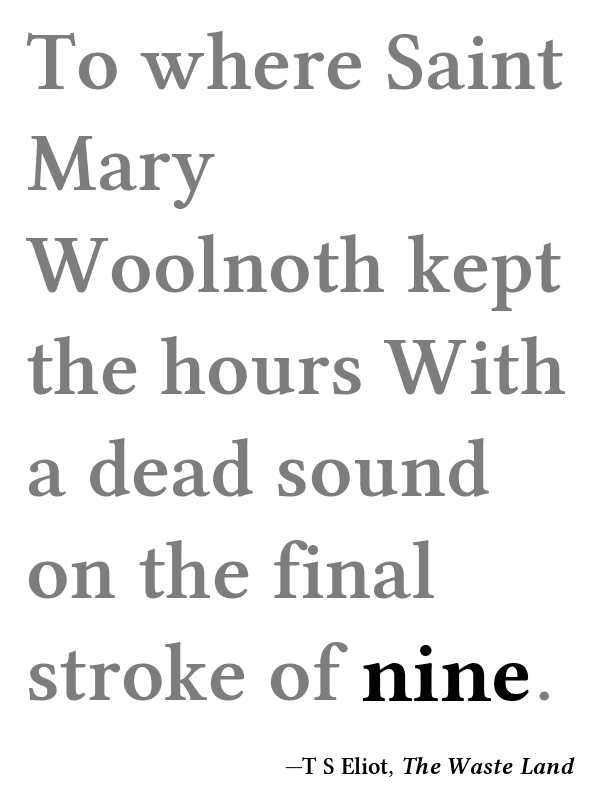 To where Saint
Mary
Woolnoth kept
the hours With
a dead sound
on the final
stroke of nine.
—T S Eliot, The Waste Land